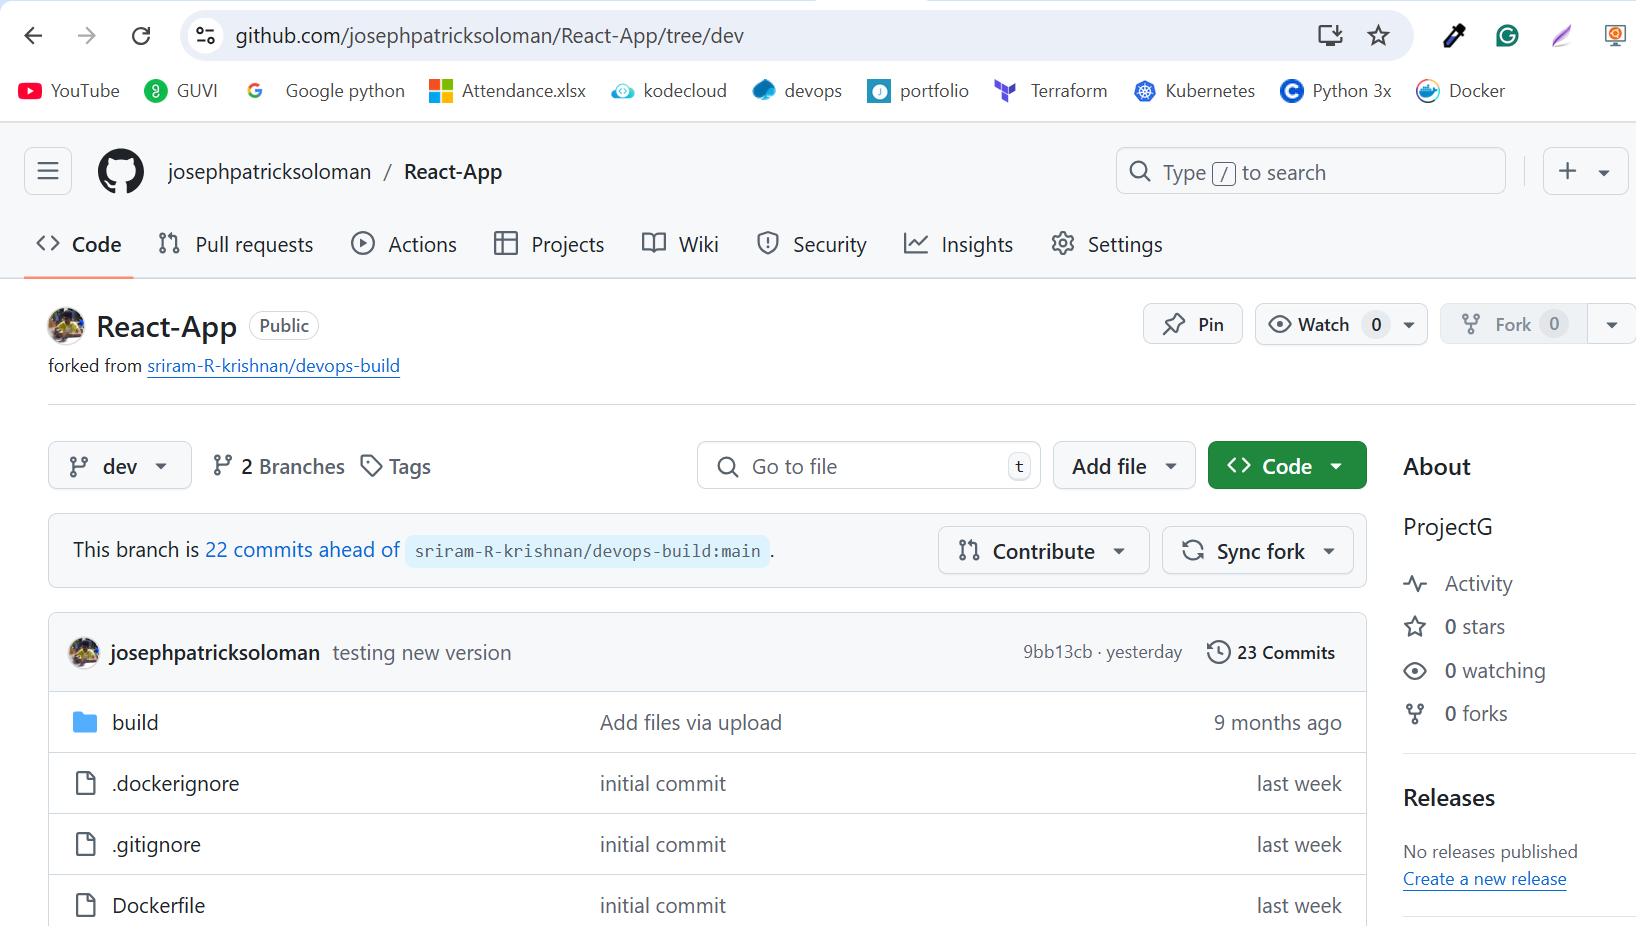 github.com/josephpatricksoloman/React-App/tree/dev
YouTube GUVI Google python Attendance.xlsx kodecloud devops portfolio Terraform Kubernetes Python 3x Docker
josephpatricksoloman / React-App Type / to search
Code Pull requests Actions Projects Wiki Security Insights Settings
React-App Public Pin Watch 0 Fork 0
forked from sriram-R-krishnan/devops-build
dev 2 Branches Tags Go to file t Add file Code About
This branch is 22 commits ahead of sriram-R-krishnan/devops-build:main . Contribute Sync fork
ProjectG
Activity
0 stars
0 watching
0 forks
josephpatricksoloman testing new version 9bb13cb · yesterday 23 Commits
build Add files via upload 9 months ago
.dockerignore initial commit last week
.gitignore initial commit last week
Dockerfile initial commit last week
Releases
No releases published
Create a new release